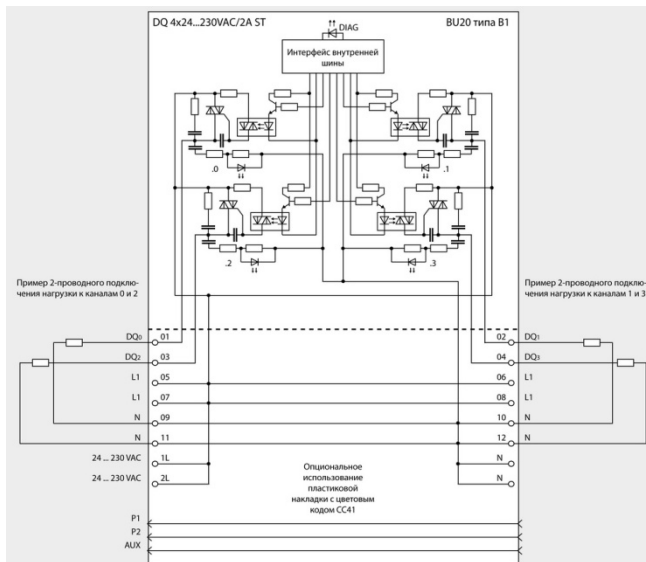 DQ 4x24...230VAC/2A ST
BU20 типа B1
DIAG
Интерфейс внутренней
шины
.0
.1
.2
.3
Пример 2-проводного подклю-
чения нагрузки к каналам 0 и 2
Пример 2-проводного подклю-
чения нагрузки к каналам 1 и 3
DQ0
01
02
DQ1
DQ2
03
04
DQ3
L1
05
06
L1
L1
07
08
L1
N
09
10
N
N
11
12
N
24 ... 230 VAC
1L
N
24 ... 230 VAC
2L
N
Опциональное
использование
пластиковой
накладки с цветовым
кодом CC41
P1
P2
AUX